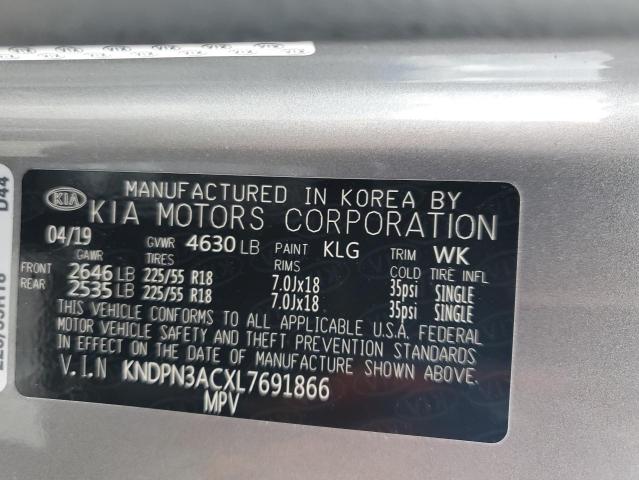 KIA MANUFACTURED IN KOREA BY
KIA MOTORS CORPORATION
04/19 GVWR 4630 LB PAINT KLG TRIM WK
GAWR TIRES RIMS COLD TIRE INFL
FRONT 2646 LB 225/55 R18 7.0Jx18 35psi SINGLE
REAR 2535 LB 225/55 R18 7.0Jx18 35psi SINGLE
THIS VEHICLE CONFORMS TO ALL APPLICABLE U.S.A. FEDERAL
MOTOR VEHICLE SAFETY AND THEFT PREVENTION STANDARDS
IN EFFECT ON THE DATE OF MANUFACTURE SHOWN ABOVE.
V.I.N KNDPN3ACXL7691866
MPV
D44